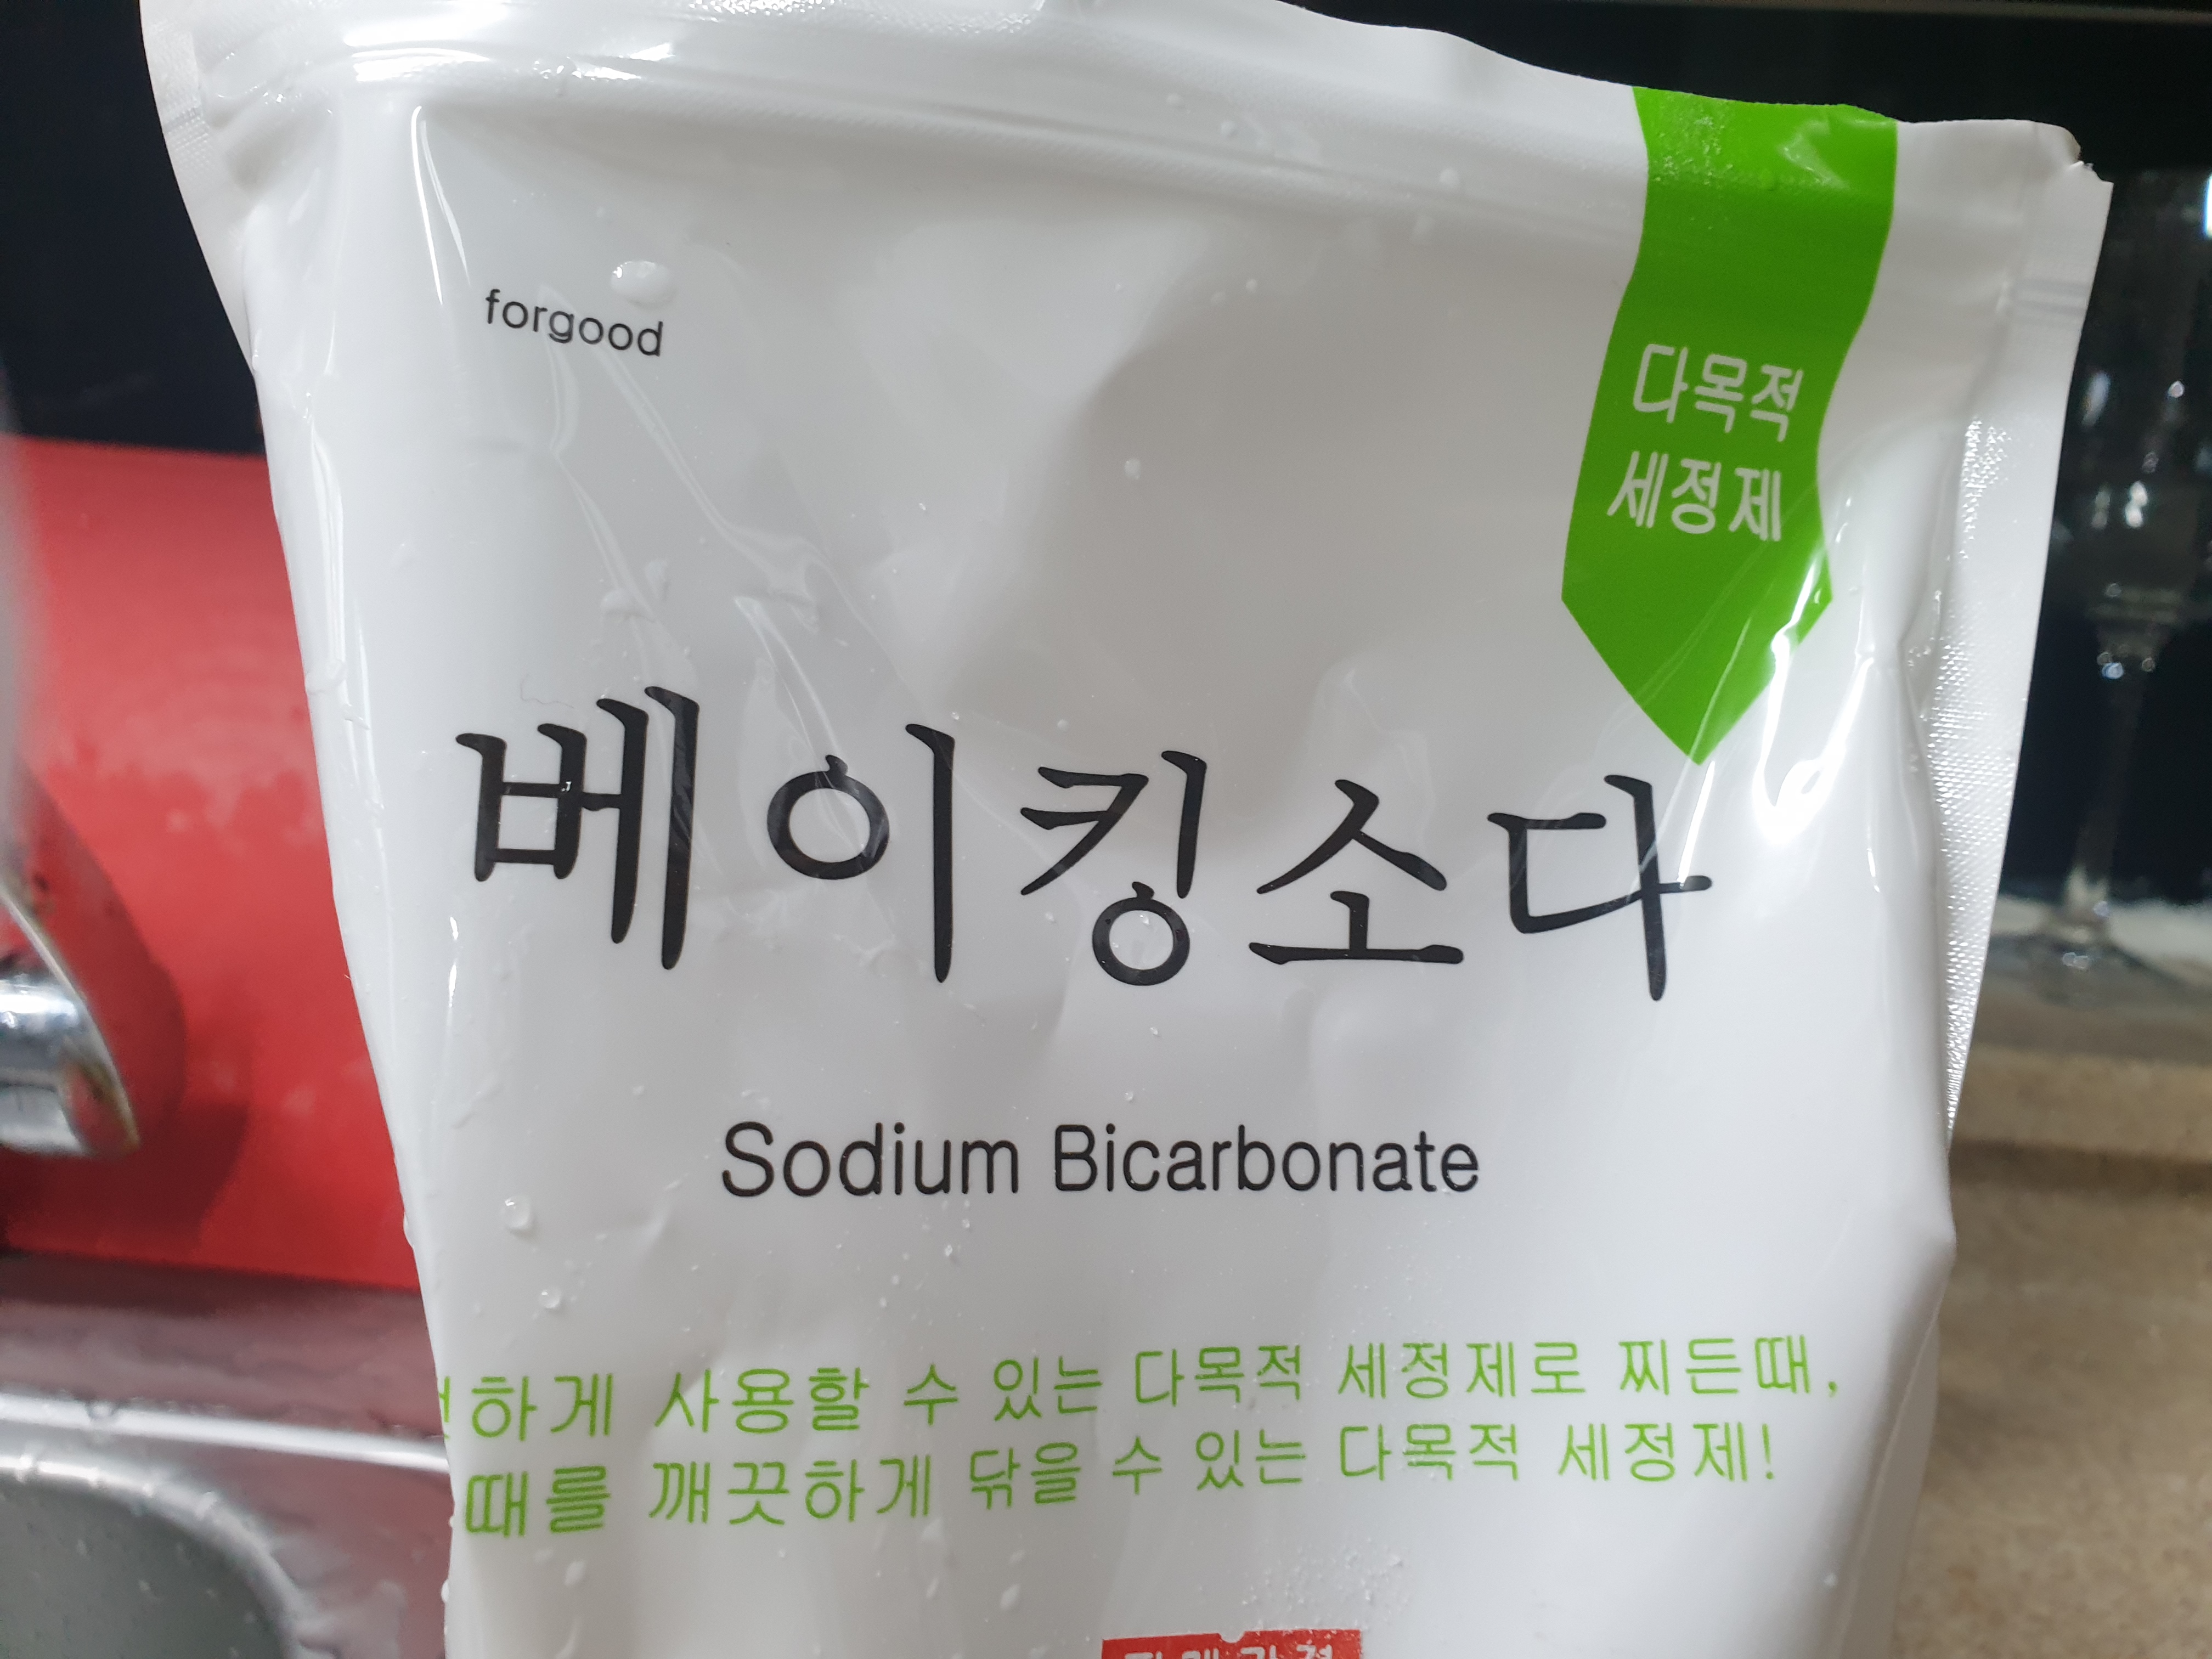 forgood
다목적
세정제
베이킹소다
Sodium Bicarbonate
하게 사용할 수 있는 다목적 세정제로 찌든때,
때를 깨끗하게 닦을 수 있는 다목적 세정제!